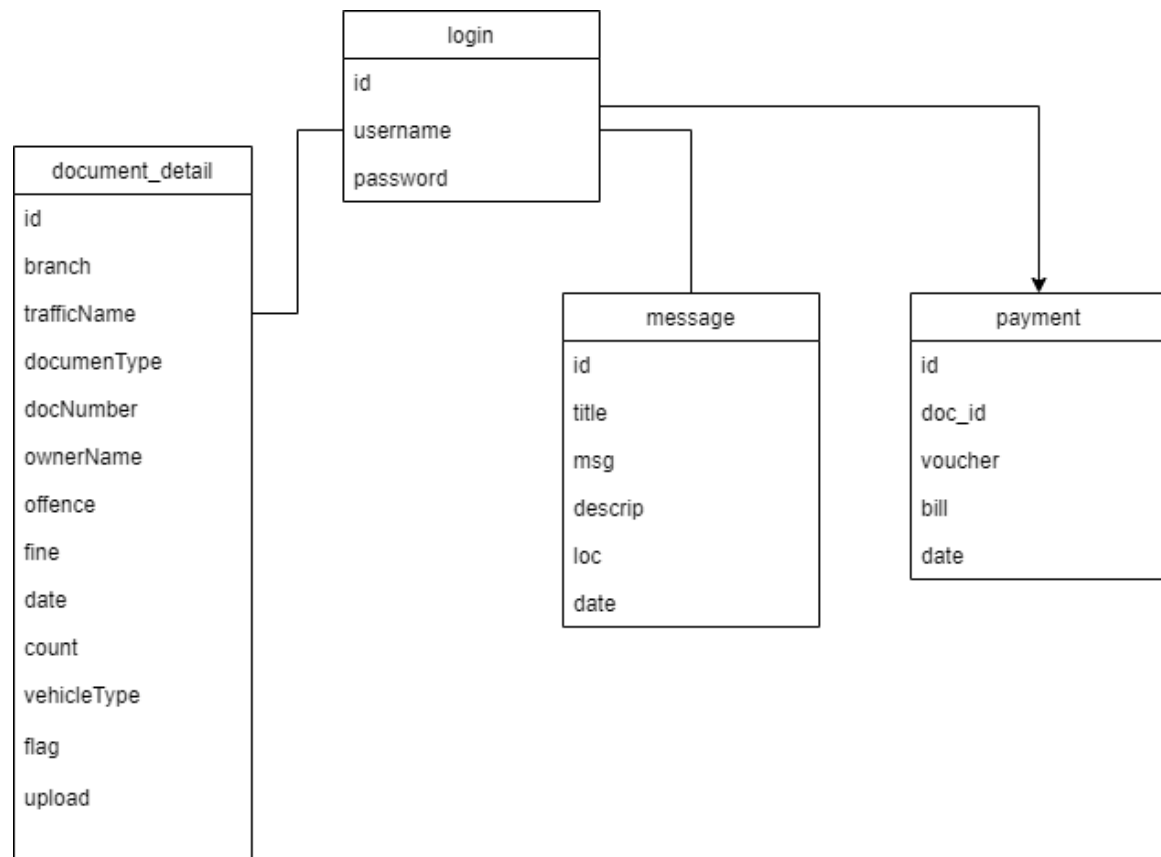 login
id
username
password
document_detail
id
branch
trafficName
documenType
docNumber
ownerName
offence
fine
date
count
vehicleType
flag
upload
message
id
title
msg
descrip
loc
date
payment
id
doc_id
voucher
bill
date